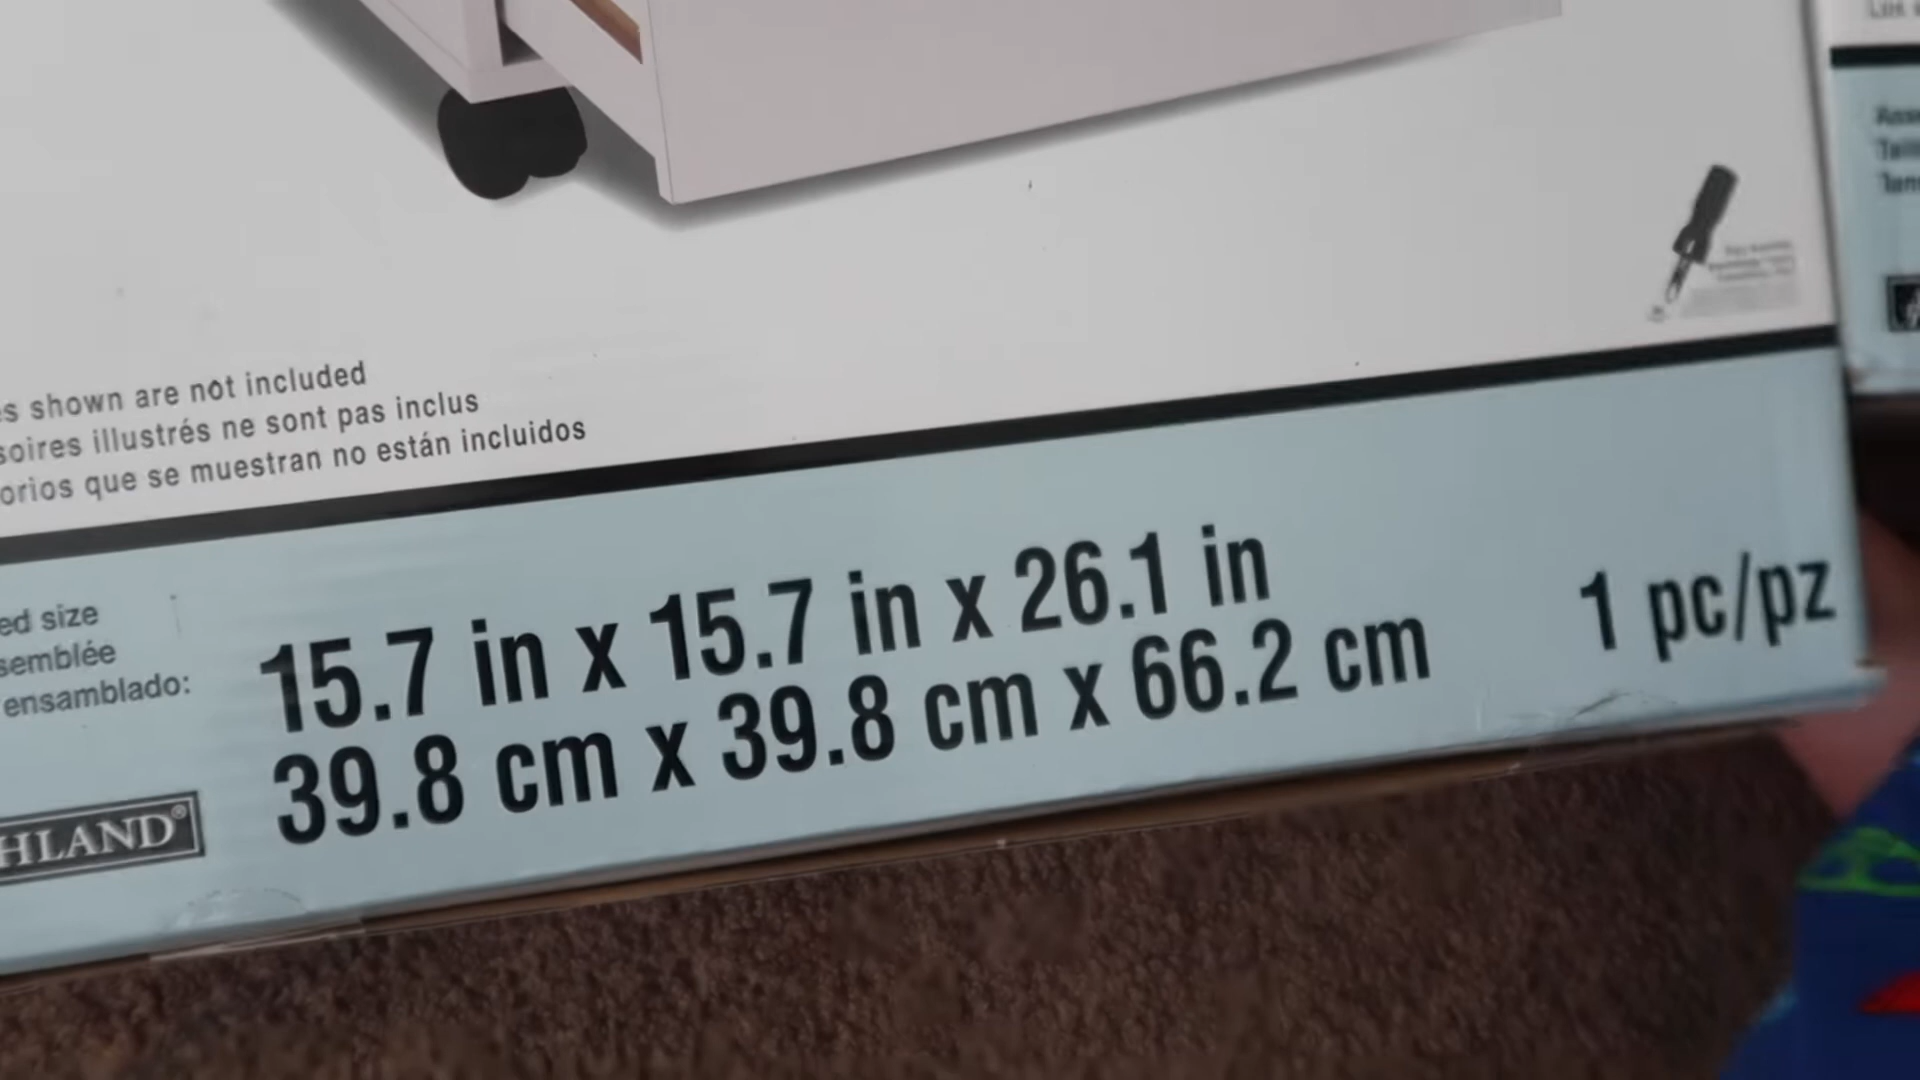 es shown are not included
soires illustrés ne sont pas inclus
orios que se muestran no están incluidos
ed size
semblée
ensamblado:
15.7 in x 15.7 in x 26.1 in
39.8 cm x 39.8 cm x 66.2 cm
1 pc/pz
HLAND®